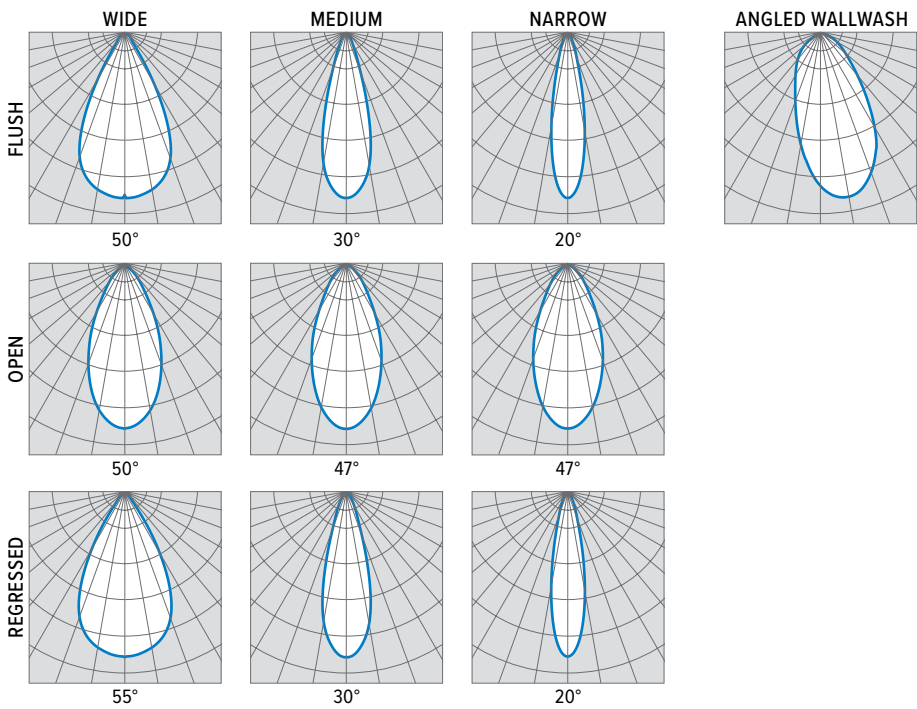 WIDE MEDIUM NARROW ANGLED WALLWASH
FLUSH
50° 30° 20°
OPEN
50° 47° 47°
REGRESSED
55° 30° 20°